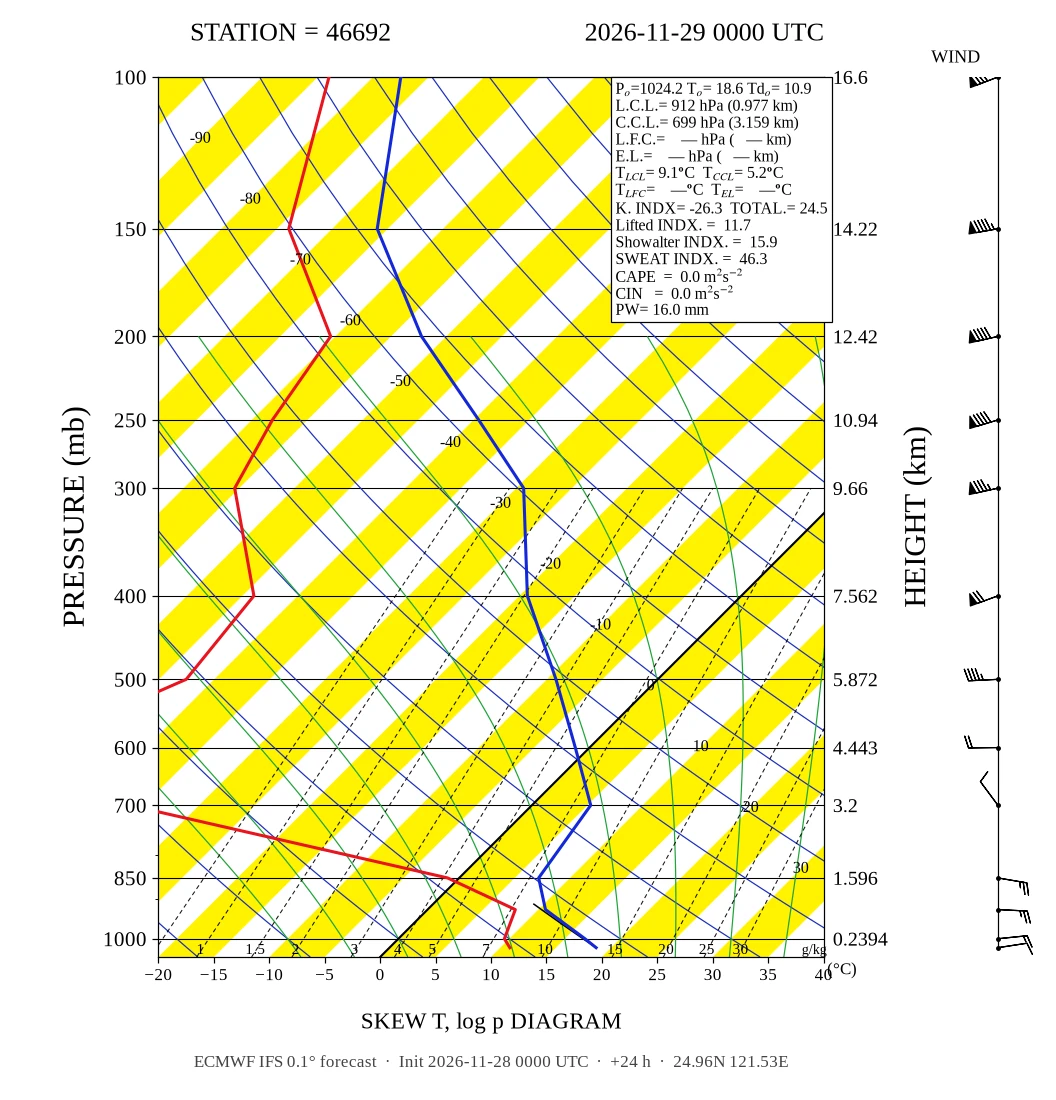 STATION = 46692
2026-11-29 0000 UTC
WIND
100
150
200
250
300
400
500
600
700
850
1000
PRESSURE (mb)
-90
-80
-70
-60
-50
-40
-30
-20
-10
0
10
20
30
Po=1024.2 To= 18.6 Tdo= 10.9
L.C.L.= 912 hPa (0.977 km)
C.C.L.= 699 hPa (3.159 km)
L.F.C.= — hPa ( — km)
E.L.= — hPa ( — km)
TLCL= 9.1°C TCCL= 5.2°C
TLFC= —°C TEL= —°C
K. INDX= -26.3 TOTAL.= 24.5
Lifted INDX. = 11.7
Showalter INDX. = 15.9
SWEAT INDX. = 46.3
CAPE = 0.0 m²s⁻²
CIN = 0.0 m²s⁻²
PW= 16.0 mm
16.6
14.22
12.42
10.94
9.66
7.562
5.872
4.443
3.2
1.596
0.2394
HEIGHT (km)
1 1.5 2 3 4 5 7 10 15 20 25 30 g/kg
−20 −15 −10 −5 0 5 10 15 20 25 30 35 40 (°C)
SKEW T, log p DIAGRAM
ECMWF IFS 0.1° forecast · Init 2026-11-28 0000 UTC · +24 h · 24.96N 121.53E